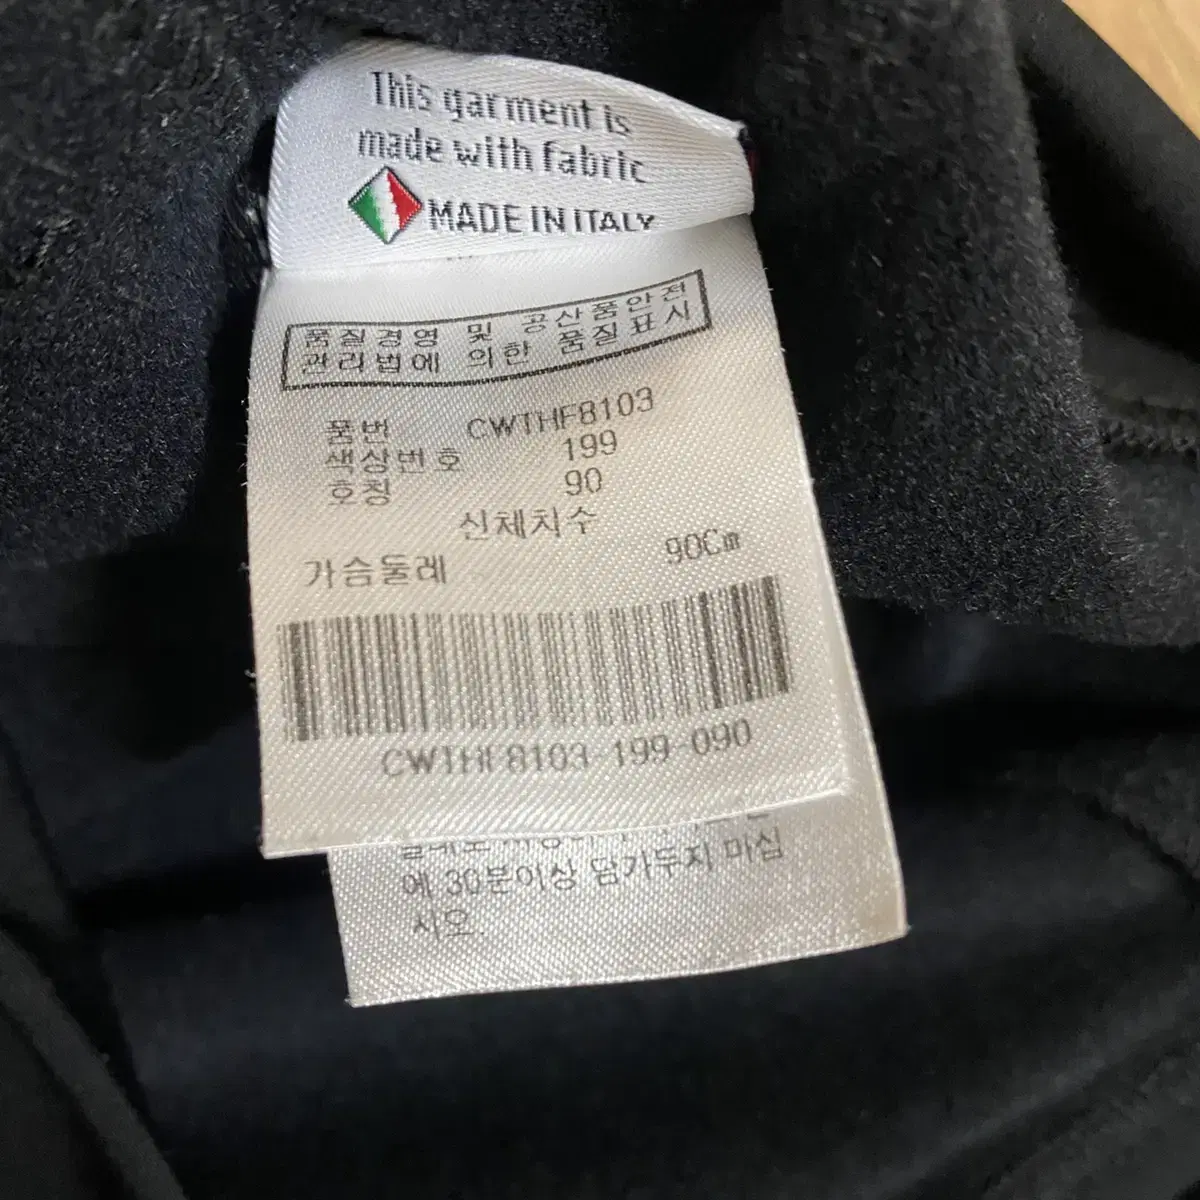 This garment is
made with fabric
MADE IN ITALY
품질경영 및 공산품안전
관리법에 의한 품질표시
품번 CWTHF8103
색상번호 199
호칭 90
신체치수
가슴둘레 90Cm
CWTHF8103-199-090
에 30분이상 담가두지 마십
시오.